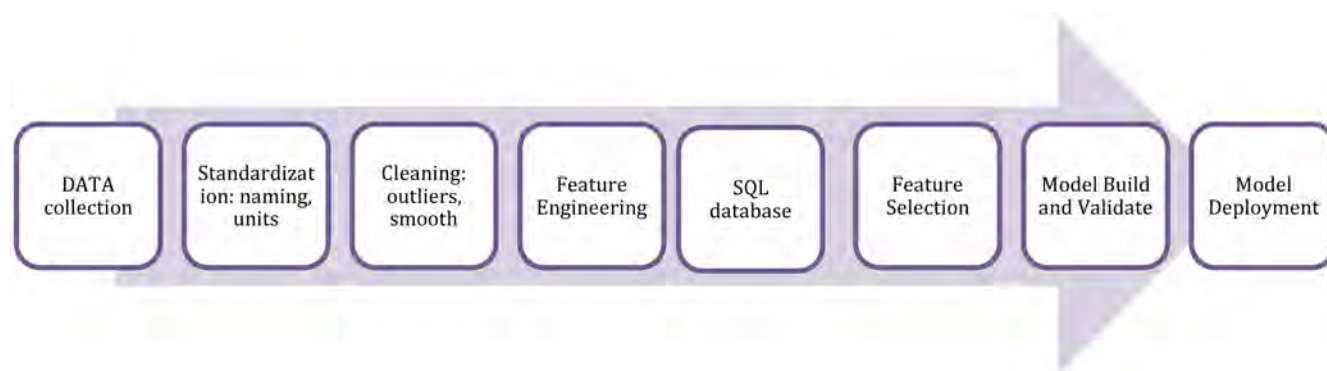 DATA
collection
Standardizat
ion: naming,
units
Cleaning:
outliers,
smooth
Feature
Engineering
SQL
database
Feature
Selection
Model Build
and Validate
Model
Deployment